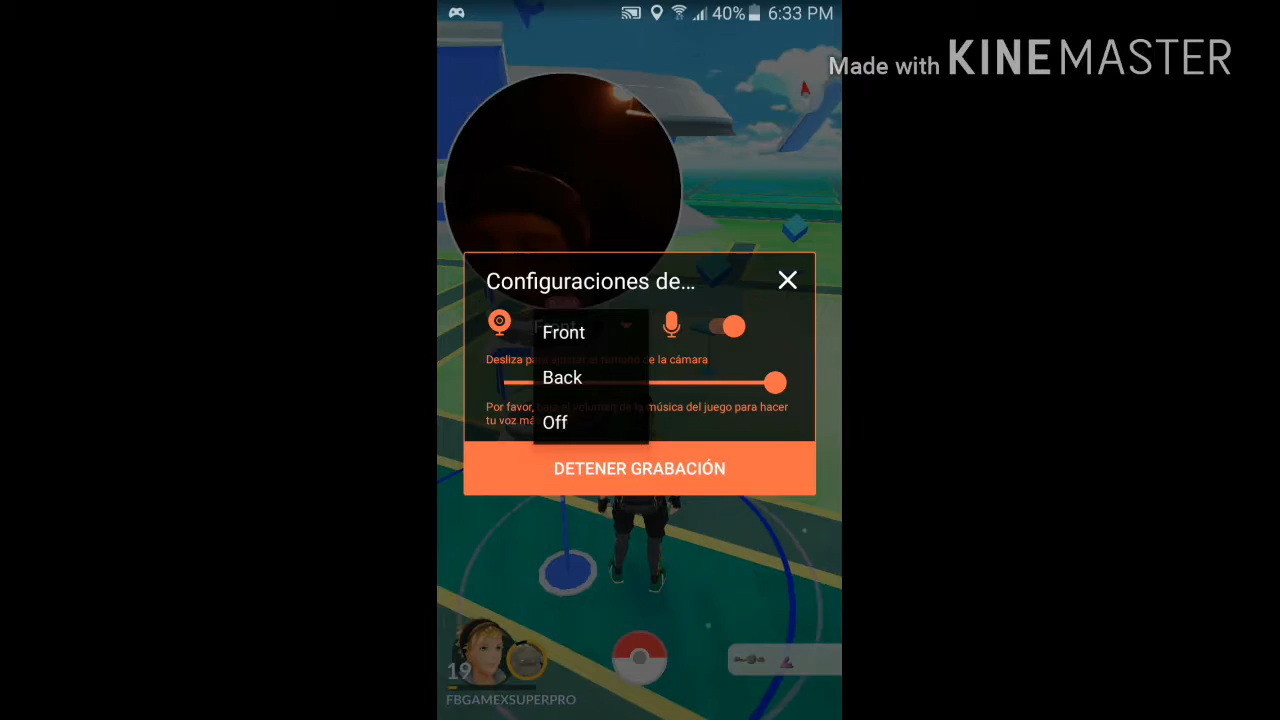 40% 6:33 PM
Made with KINEMASTER
Configuraciones de...
Front
Desliza la cámara
Back
Por favor, música del juego para hacer
tu voz
Off
DETENER GRABACIÓN
19
FBGAMEXSUPERPRO